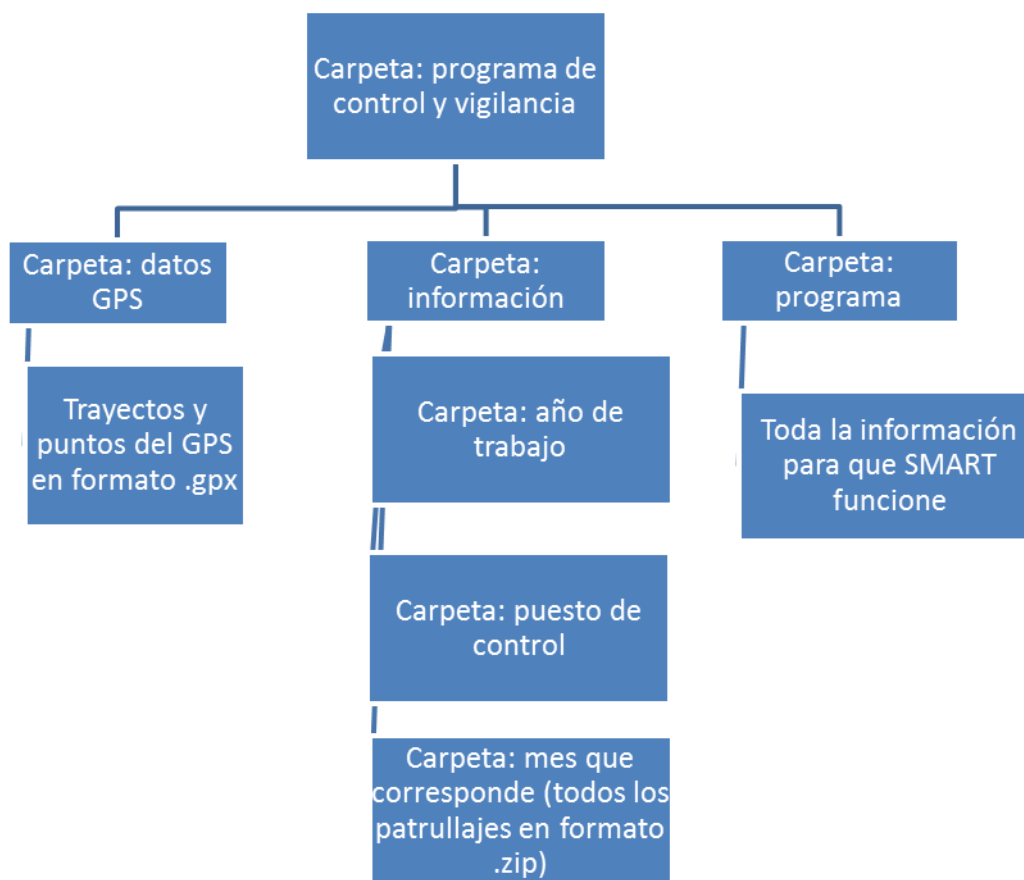 Carpeta: programa de
control y vigilancia
Carpeta: datos
GPS
Carpeta:
información
Carpeta:
programa
Trayectos y
puntos del GPS
en formato .gpx
Carpeta: año de
trabajo
Toda la información
para que SMART
funcione
Carpeta: puesto de
control
Carpeta: mes que
corresponde (todos los
patrullajes en formato
.zip)